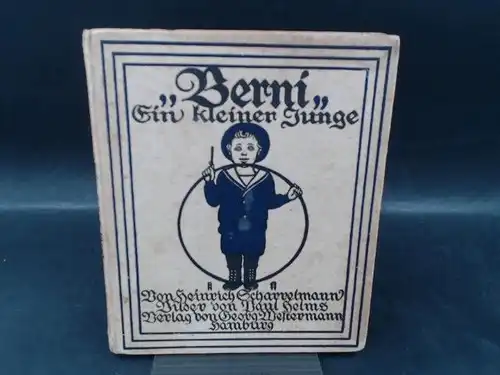 „Berni„
Ein kleiner Junge
Von Heinrich Scharrelmann
Bilder von Paul Helms
Verlag von Georg Westermann
Hamburg